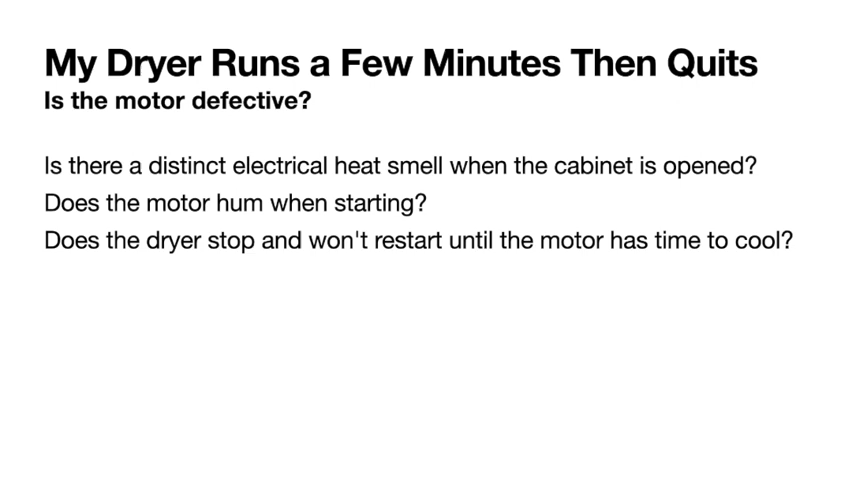 My Dryer Runs a Few Minutes Then Quits
Is the motor defective?
Is there a distinct electrical heat smell when the cabinet is opened?
Does the motor hum when starting?
Does the dryer stop and won't restart until the motor has time to cool?